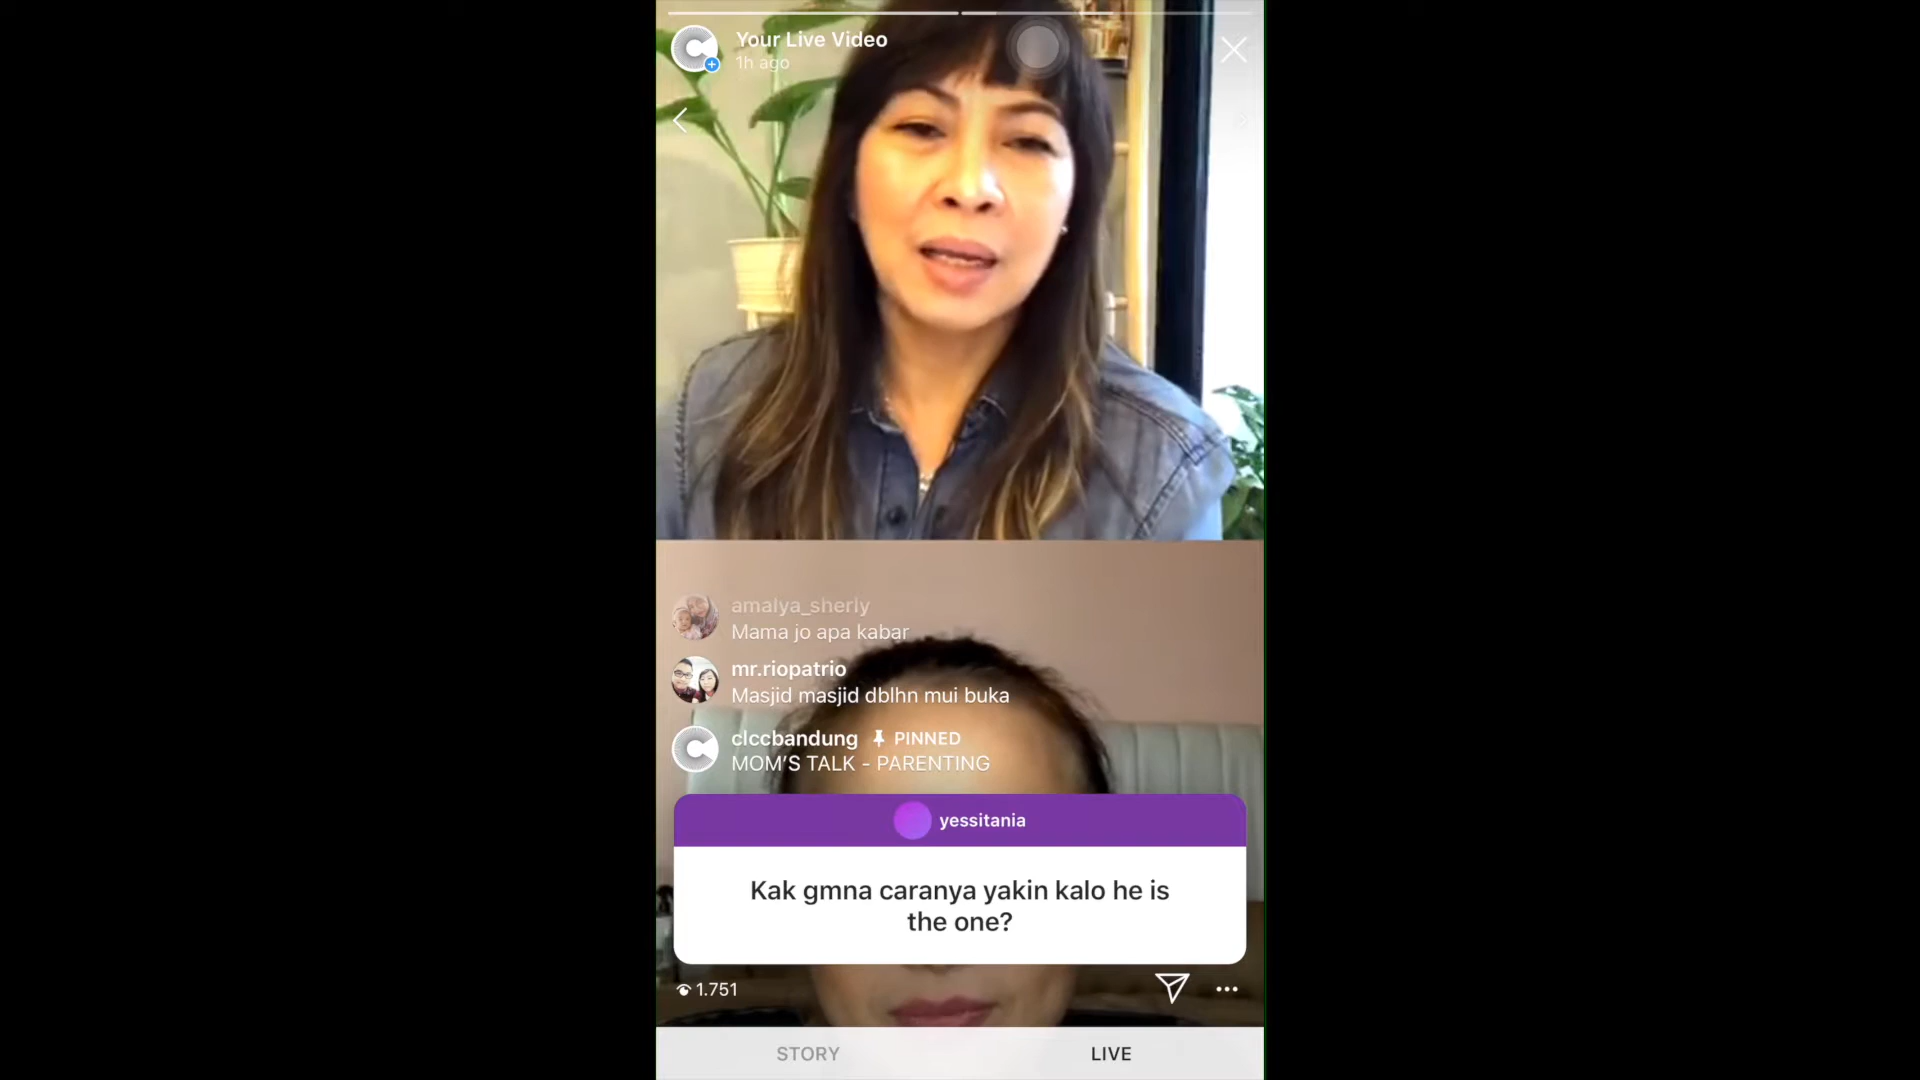 Your Live Video
1h ago
amalya_sherly
Mama jo apa kabar
mr.riopatrio
Masjid masjid dblhn mui buka
clccbandung PINNED
MOM'S TALK - PARENTING
yessitania
Kak gmna caranya yakin kalo he is
the one?
1.751
STORY
LIVE